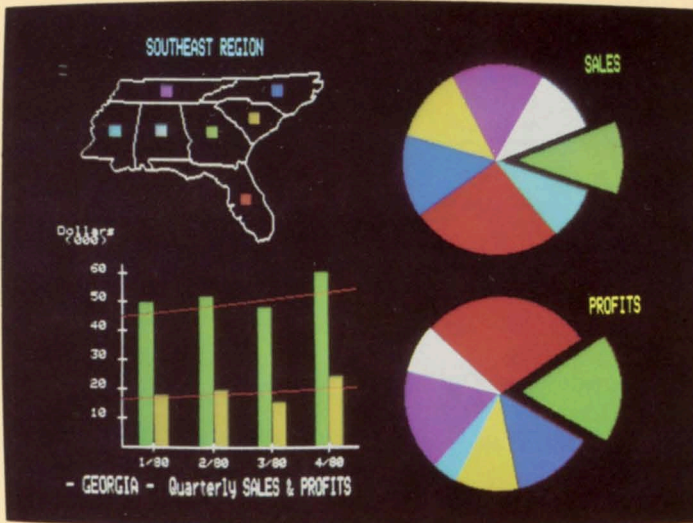 SOUTHEAST REGION
SALES
Dollars
(000)
60
50
40
30
20
10
1/80 2/80 3/80 4/80
- GEORGIA - Quarterly SALES & PROFITS
PROFITS